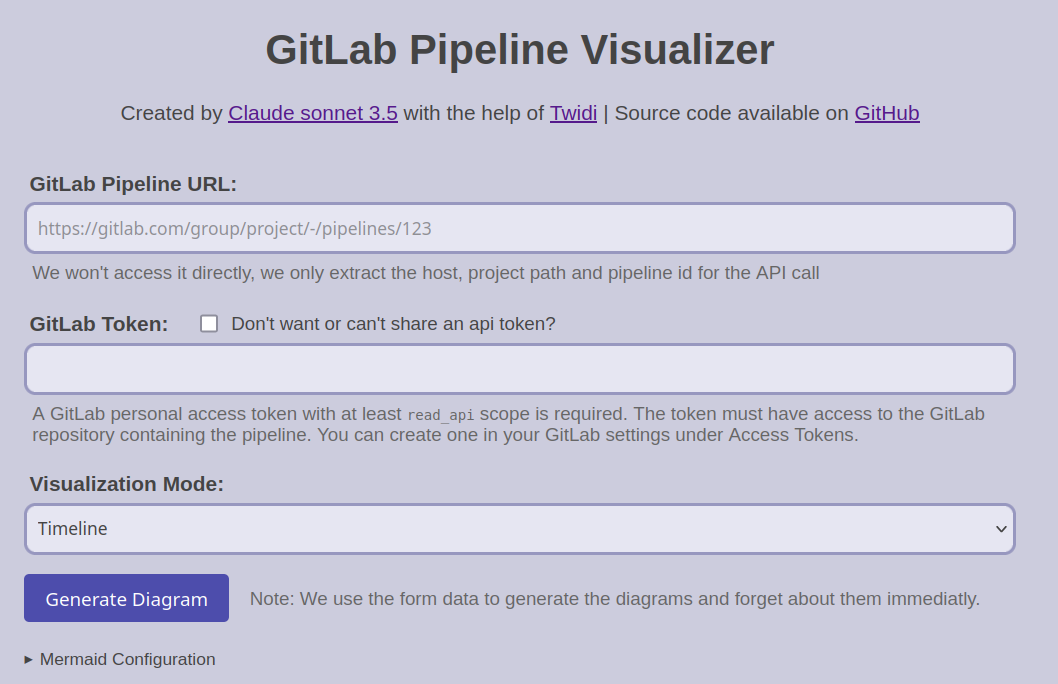 GitLab Pipeline Visualizer
Created by Claude sonnet 3.5 with the help of Twidi | Source code available on GitHub
GitLab Pipeline URL:
https://gitlab.com/group/project/-/pipelines/123
We won't access it directly, we only extract the host, project path and pipeline id for the API call
GitLab Token: Don't want or can't share an api token?
A GitLab personal access token with at least read_api scope is required. The token must have access to the GitLab
repository containing the pipeline. You can create one in your GitLab settings under Access Tokens.
Visualization Mode:
Timeline
Generate Diagram Note: We use the form data to generate the diagrams and forget about them immediatly.
Mermaid Configuration